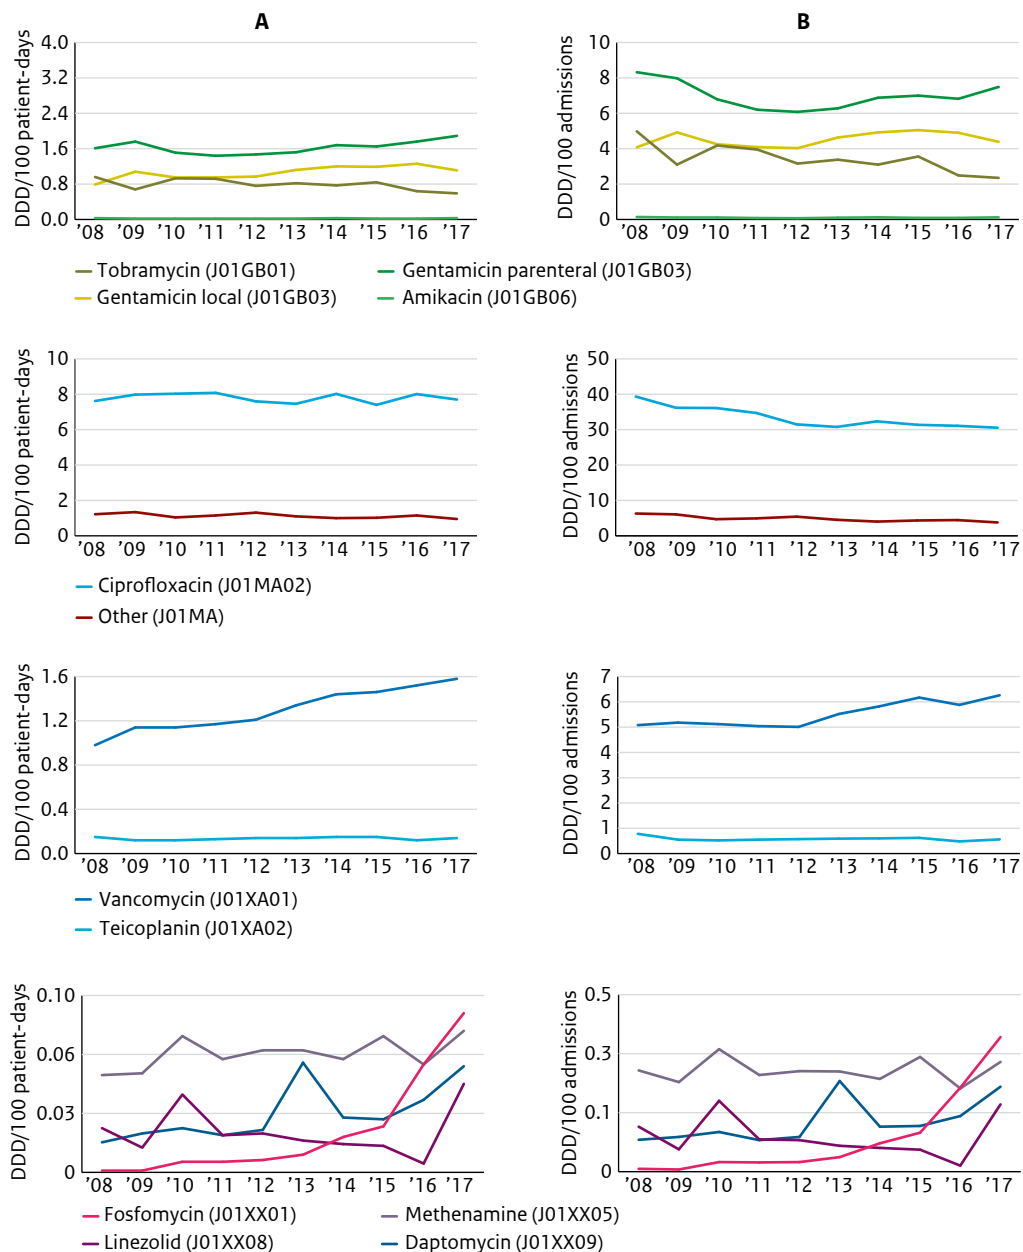 A
B
DDD/100 patient-days
4.0
3.2
2.4
1.6
0.8
0.0
’08 ’09 ’10 ’11 ’12 ’13 ’14 ’15 ’16 ’17
DDD/100 admissions
10
8
6
4
2
0
’08 ’09 ’10 ’11 ’12 ’13 ’14 ’15 ’16 ’17
Tobramycin (J01GB01)
Gentamicin parenteral (J01GB03)
Gentamicin local (J01GB03)
Amikacin (J01GB06)
DDD/100 patient-days
10
8
6
4
2
0
’08 ’09 ’10 ’11 ’12 ’13 ’14 ’15 ’16 ’17
DDD/100 admissions
50
40
30
20
10
0
’08 ’09 ’10 ’11 ’12 ’13 ’14 ’15 ’16 ’17
Ciprofloxacin (J01MA02)
Other (J01MA)
DDD/100 patient-days
1.6
1.2
0.8
0.4
0.0
’08 ’09 ’10 ’11 ’12 ’13 ’14 ’15 ’16 ’17
DDD/100 admissions
7
6
5
4
3
2
1
0
’08 ’09 ’10 ’11 ’12 ’13 ’14 ’15 ’16 ’17
Vancomycin (J01XA01)
Teicoplanin (J01XA02)
DDD/100 patient-days
0.10
0.06
0.03
0
’08 ’09 ’10 ’11 ’12 ’13 ’14 ’15 ’16 ’17
DDD/100 admissions
0.5
0.3
0.1
0
’08 ’09 ’10 ’11 ’12 ’13 ’14 ’15 ’16 ’17
Fosfomycin (J01XX01)
Methenamine (J01XX05)
Linezolid (J01XX08)
Daptomycin (J01XX09)